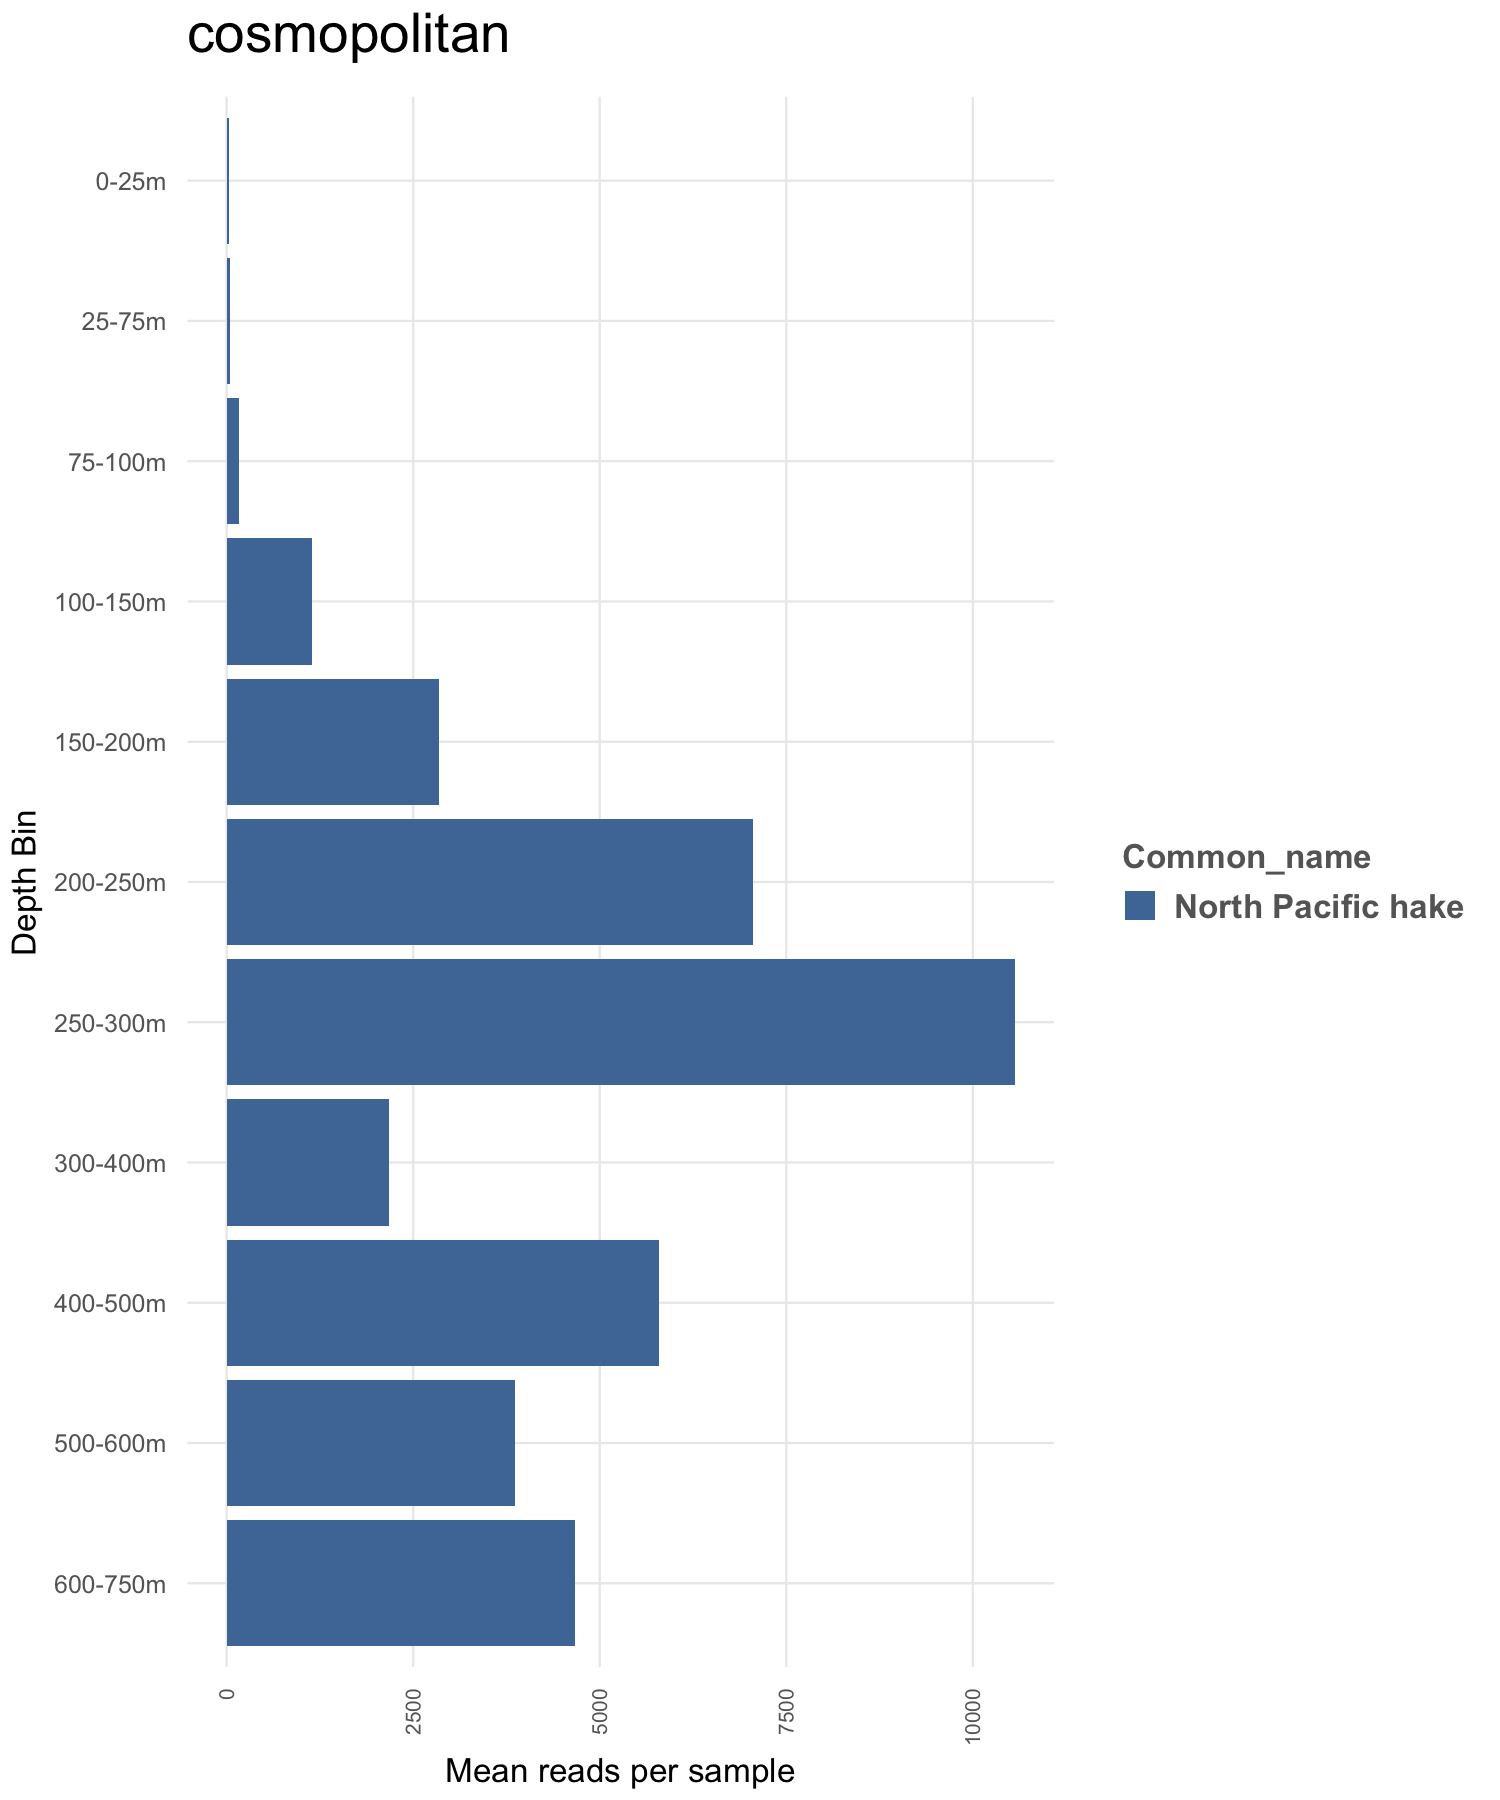 cosmopolitan
0-25m
25-75m
75-100m
100-150m
150-200m
200-250m
250-300m
300-400m
400-500m
500-600m
600-750m
Depth Bin
0
2500
5000
7500
10000
Mean reads per sample
Common_name
North Pacific hake